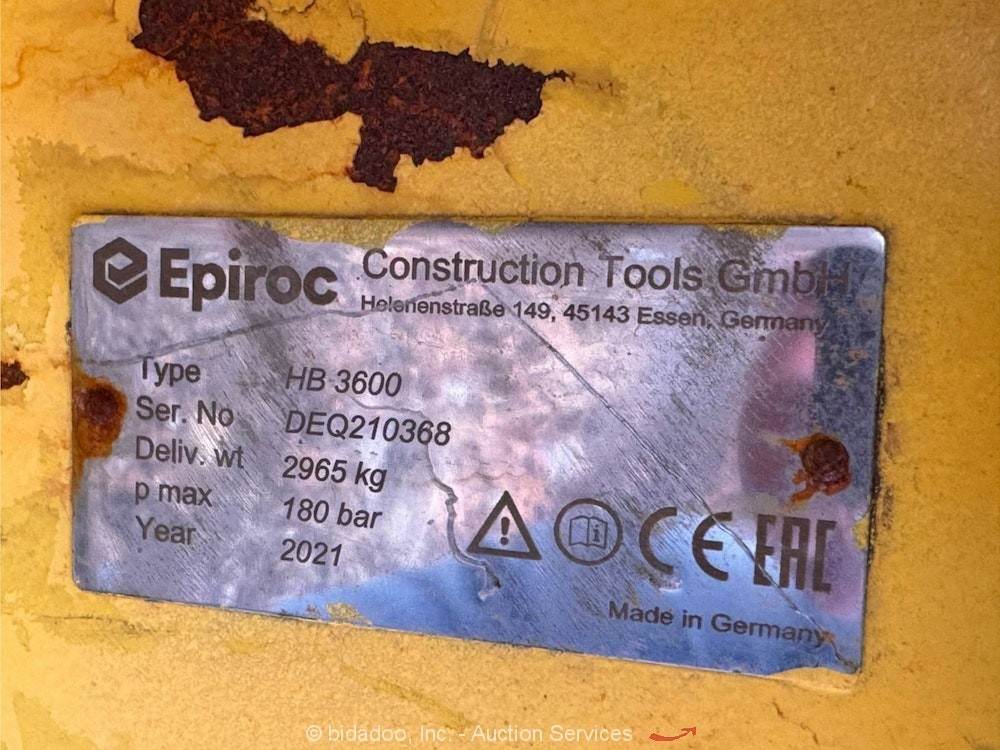 Epiroc Construction Tools GmbH
Helenenstraße 149, 45143 Essen, Germany
Type HB 3600
Ser. No DEQ210368
Deliv. wt 2965 kg
p max 180 bar
Year 2021
CE EAC
Made in Germany
© bidadoo, Inc. - Auction Services